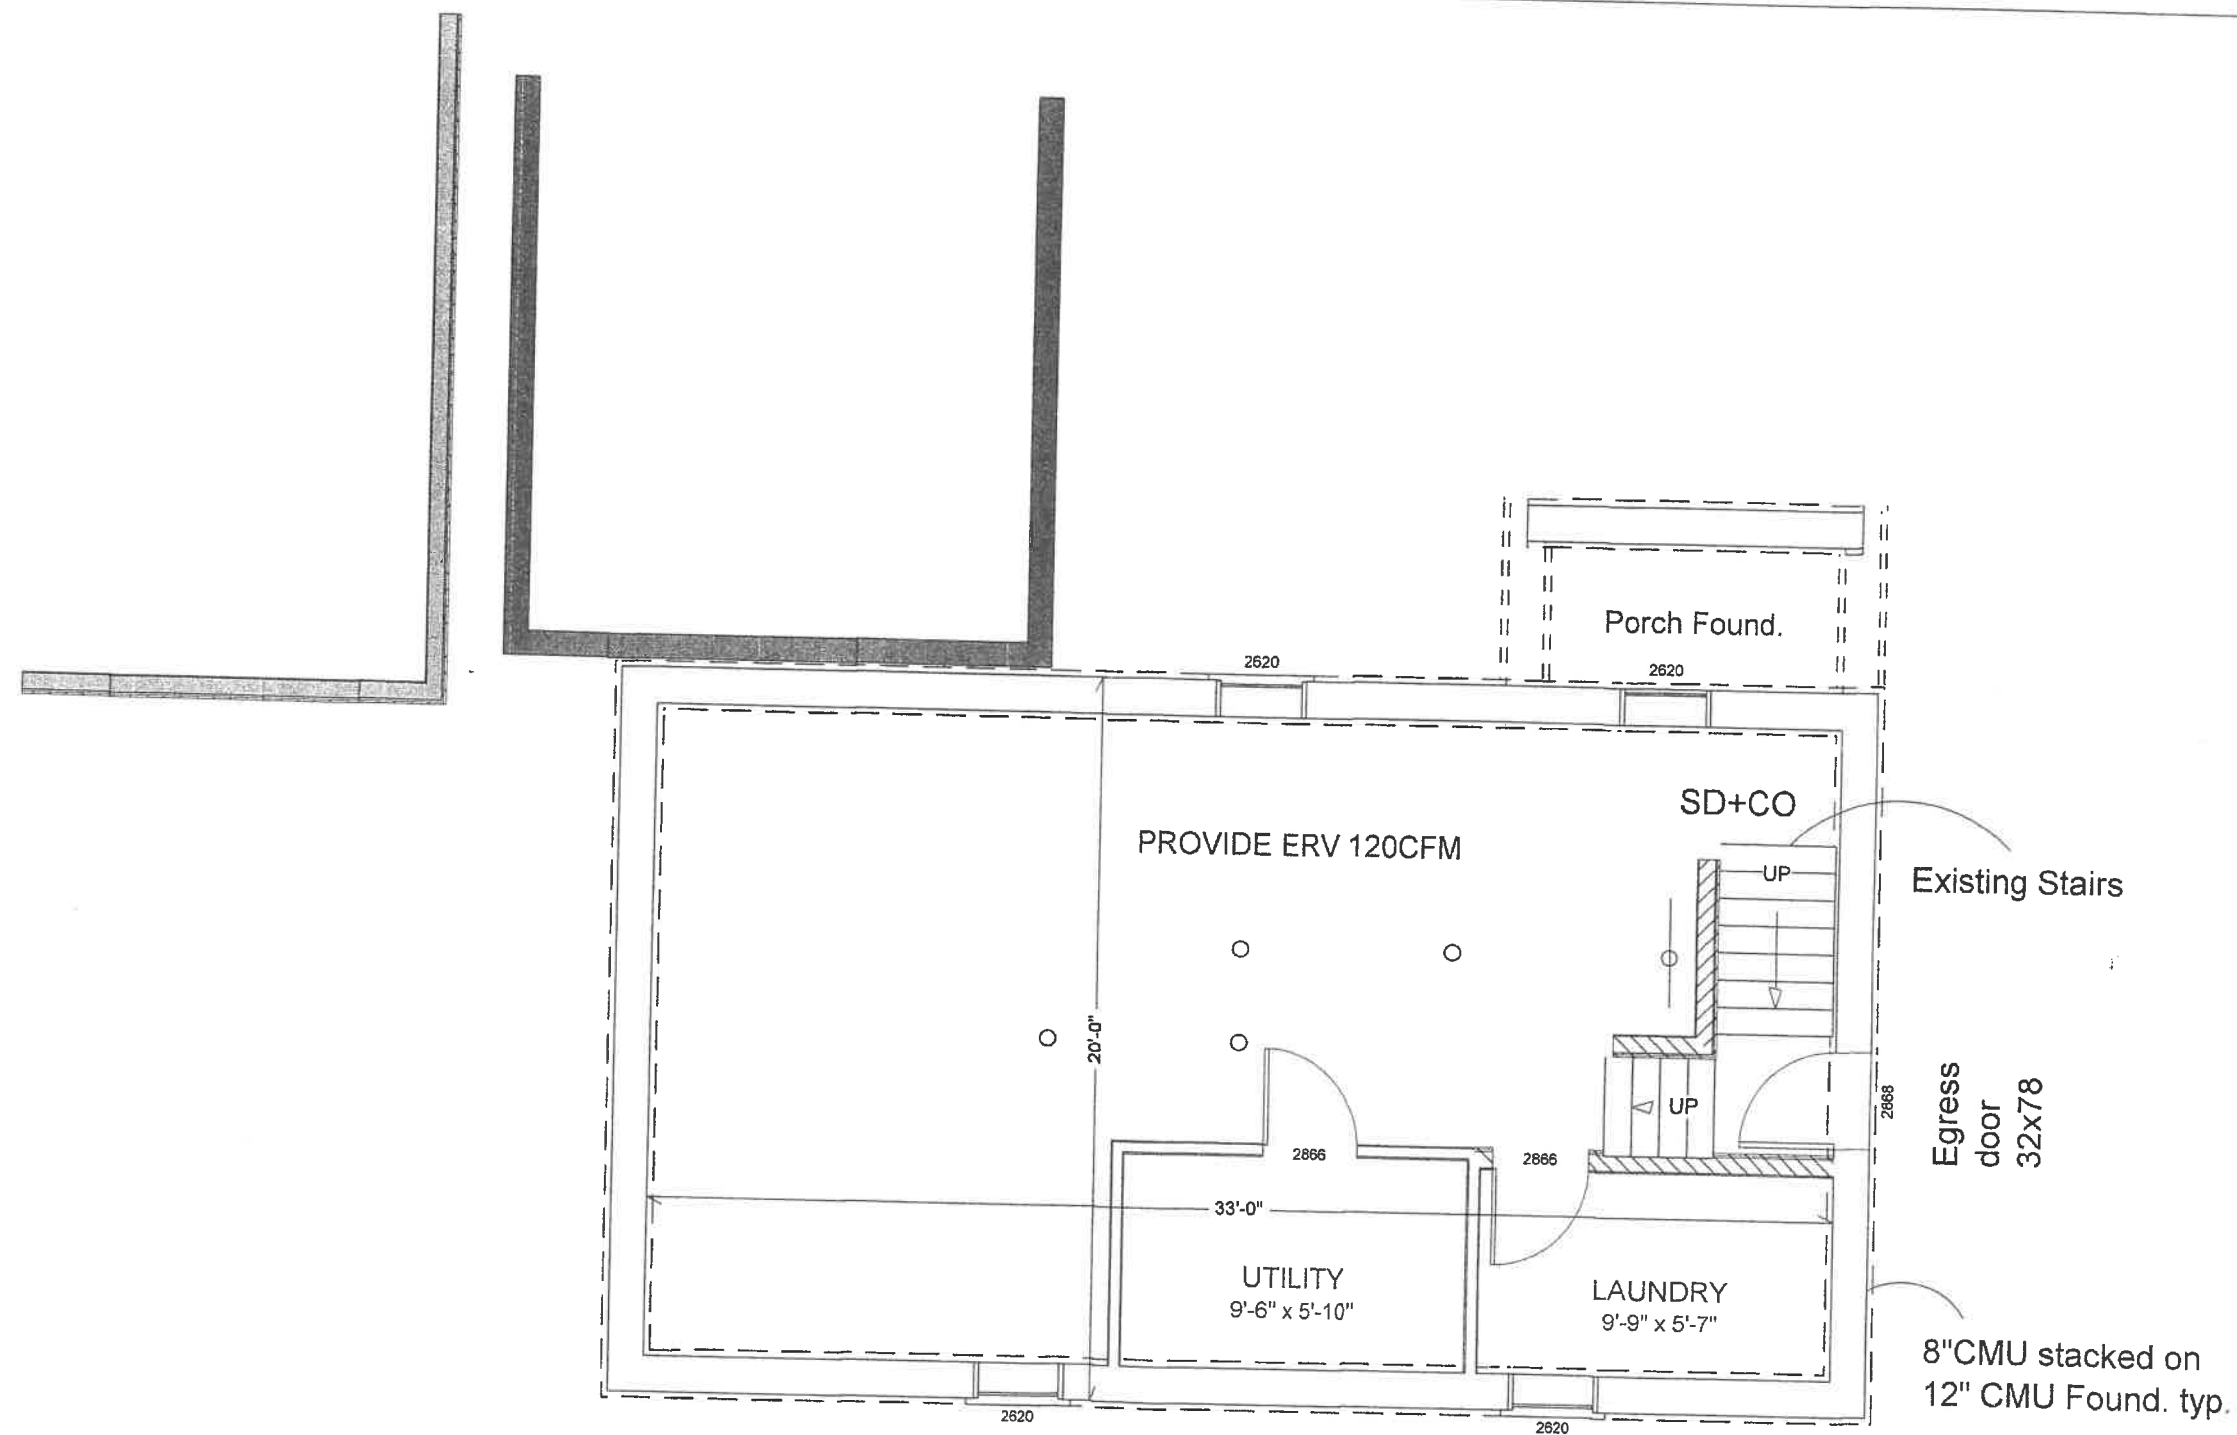 Porch Found.
2620
2620
SD+CO
PROVIDE ERV 120CFM
UP
Existing Stairs
20'-0"
UP
2868
Egress
door
32x78
2866
2866
33'-0"
UTILITY
9'-6" x 5'-10"
LAUNDRY
9'-9" x 5'-7"
8"CMU stacked on
12" CMU Found. typ.
2620
2620